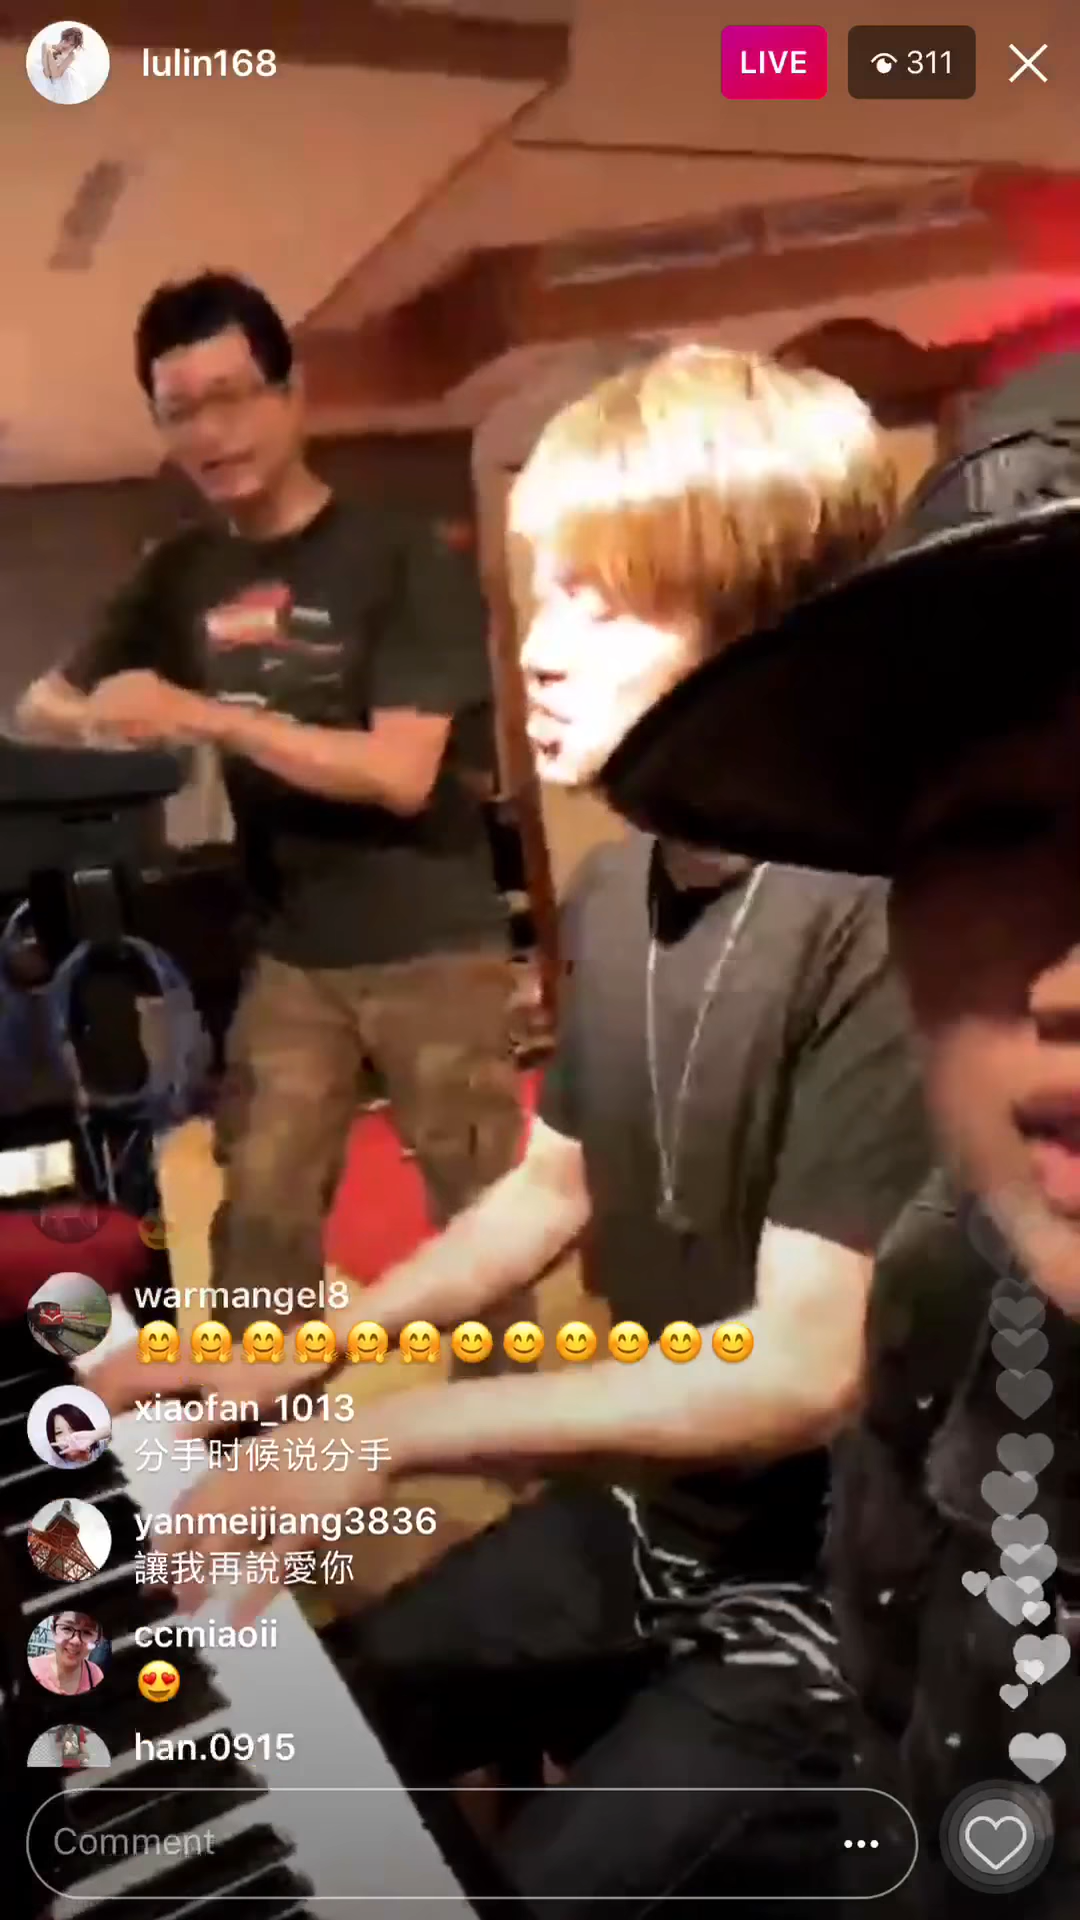 lulin168
LIVE
311
warmangel8
🤗🤗🤗🤗🤗🤗😊😊😊😊😊😊
xiaofan_1013
分手时候说分手
yanmeijiang3836
讓我再說愛你
ccmiaoii
😍
han.0915
Comment